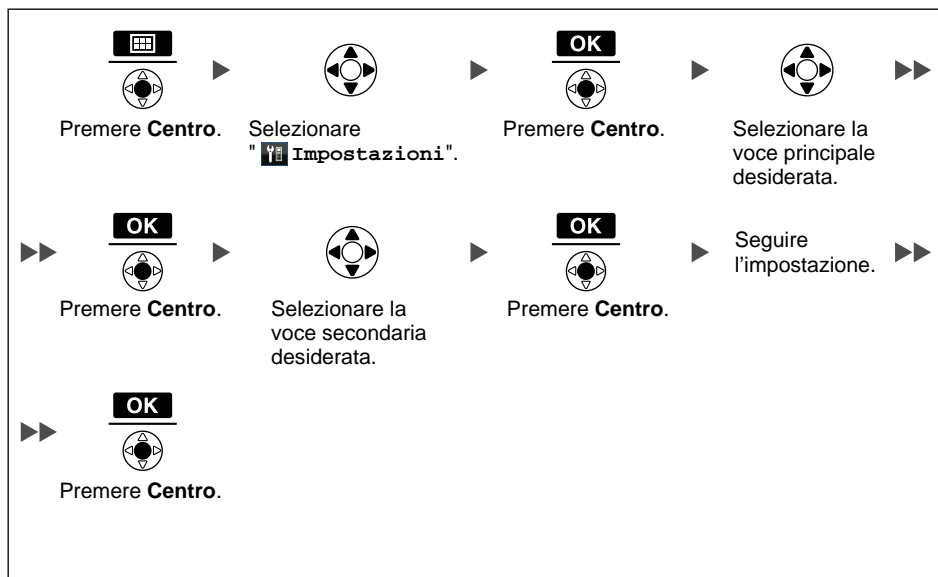 OK
Premere Centro.
Selezionare
" Impostazioni".
Premere Centro.
Selezionare la
voce principale
desiderata.
OK
OK
Premere Centro.
Selezionare la
voce secondaria
desiderata.
Premere Centro.
Seguire
l'impostazione.
OK
Premere Centro.